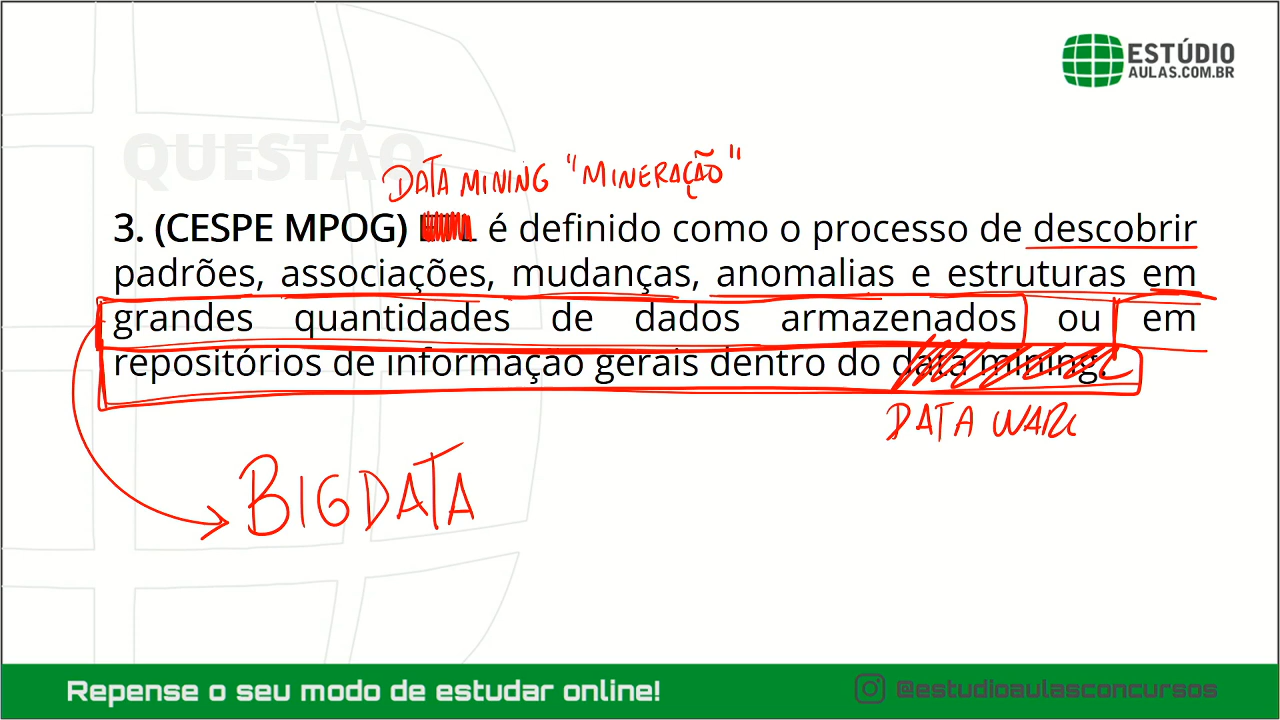 ESTÚDIO
AULAS.COM.BR
QUESTÃO
DATA MINING "MINERAÇÃO"
3. (CESPE MPOG) é definido como o processo de descobrir
padrões, associações, mudanças, anomalias e estruturas em
grandes quantidades de dados armazenados ou em
repositórios de informação gerais dentro do data mining.
DATA WARE
BIGDATA
Repense o seu modo de estudar online!
@estudioaulasconcursos